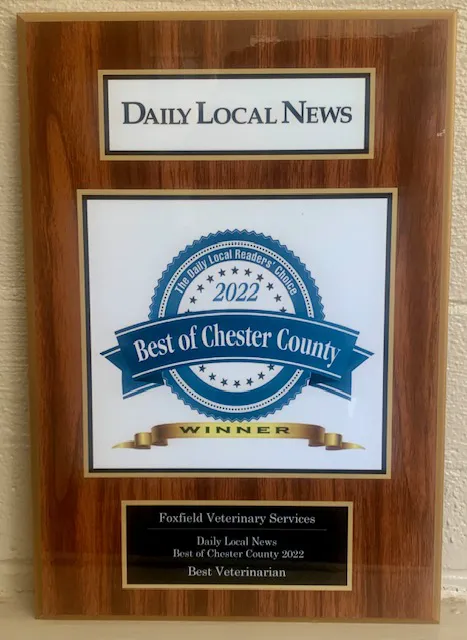 DAILY LOCAL NEWS
The Daily Local Readers' Choice
2022
Best of Chester County
WINNER
Foxfield Veterinary Services
Daily Local News
Best of Chester County 2022
Best Veterinarian